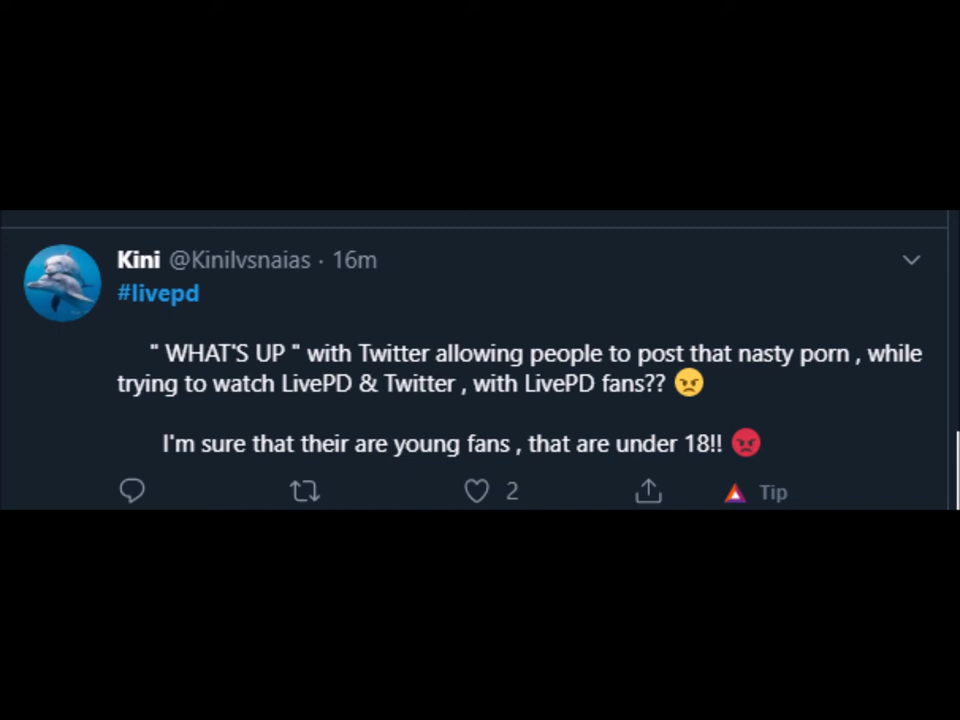 Kini @Kinilvsnaias · 16m
#livepd
" WHAT'S UP " with Twitter allowing people to post that nasty porn , while
trying to watch LivePD & Twitter , with LivePD fans?? 😠
I'm sure that their are young fans , that are under 18!! 😡
2
Tip